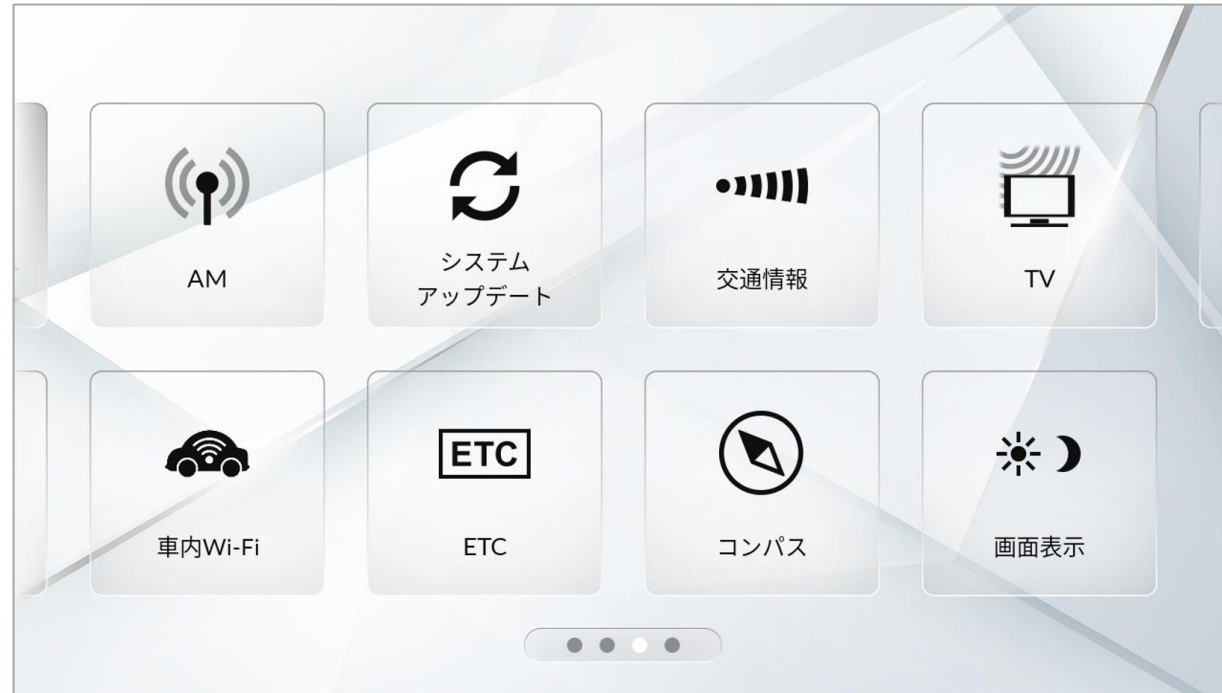 AM
システム
アップデート
交通情報
TV
車内Wi-Fi
ETC
ETC
コンパス
画面表示